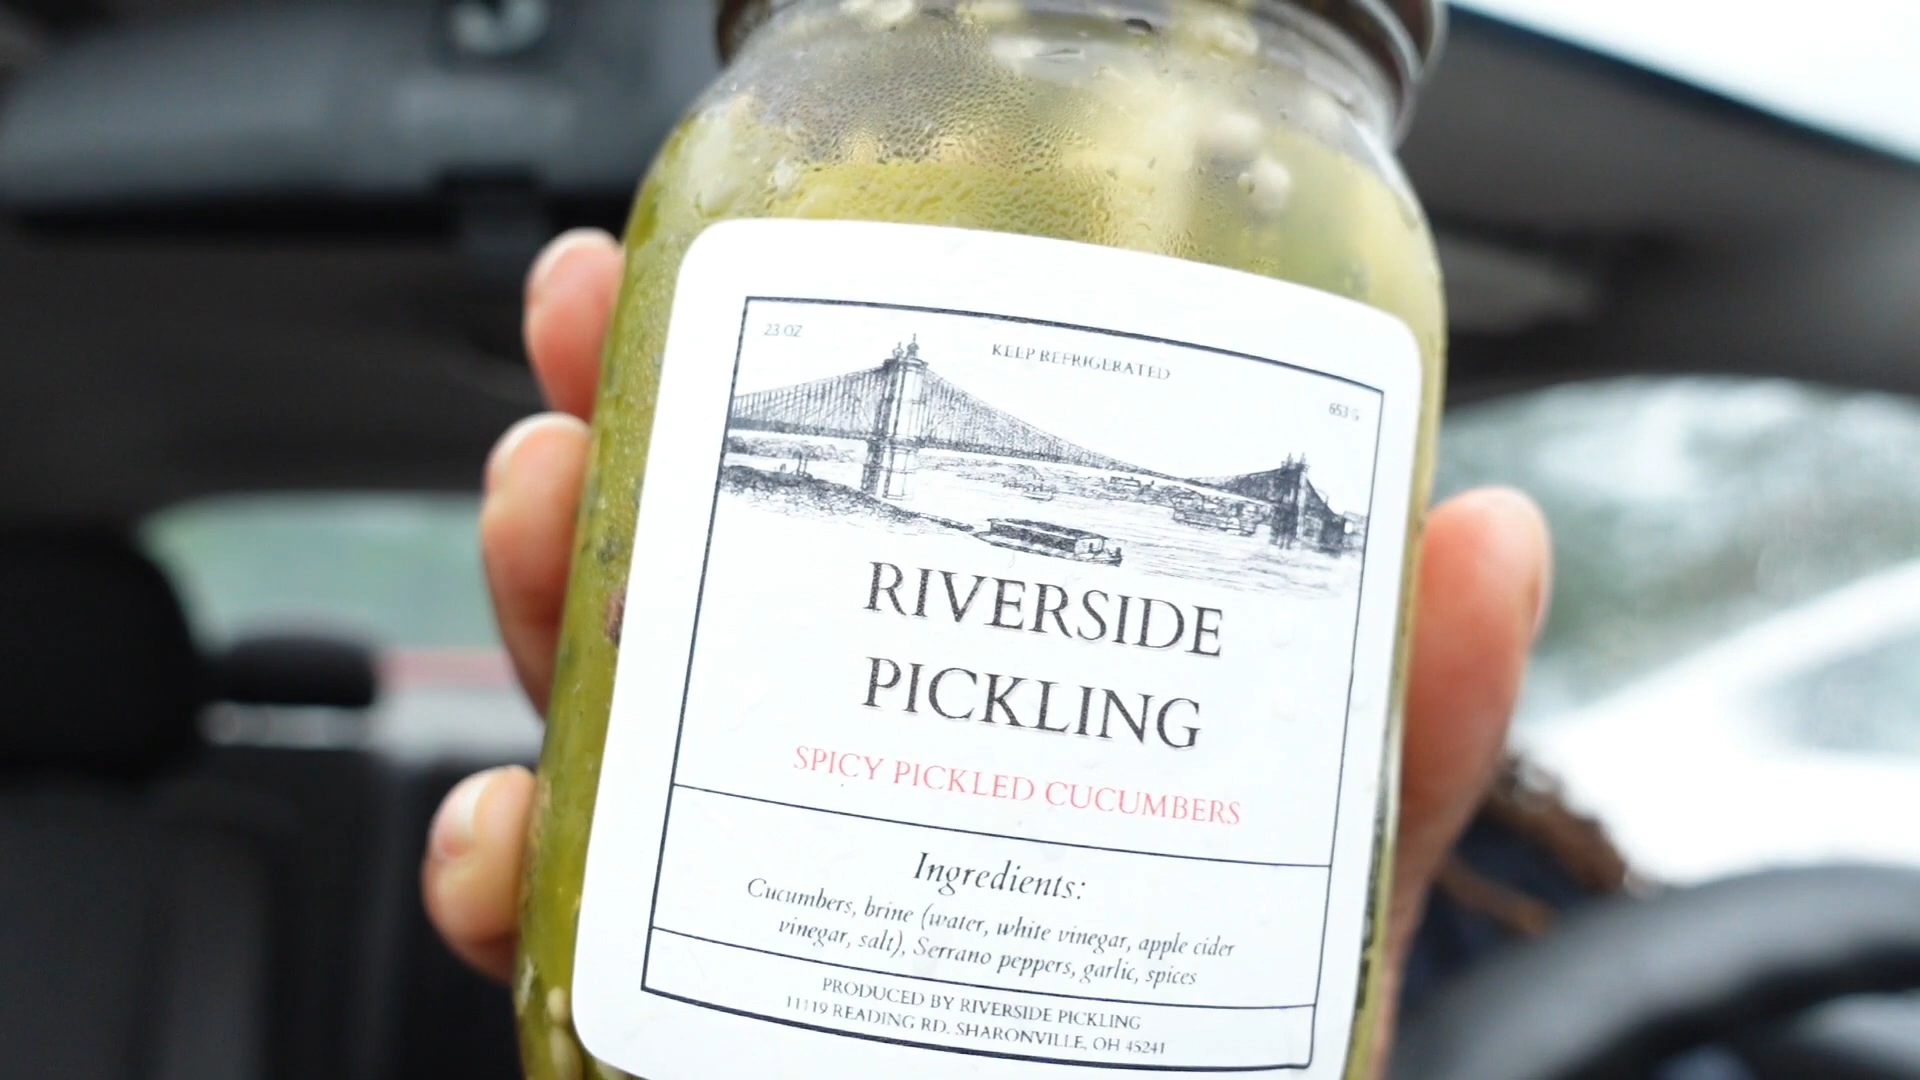 23 OZ
KEEP REFRIGERATED
653 G
RIVERSIDE
PICKLING
SPICY PICKLED CUCUMBERS
Ingredients:
Cucumbers, brine (water, white vinegar, apple cider
vinegar, salt), Serrano peppers, garlic, spices
PRODUCED BY RIVERSIDE PICKLING
11119 READING RD. SHARONVILLE, OH 45241